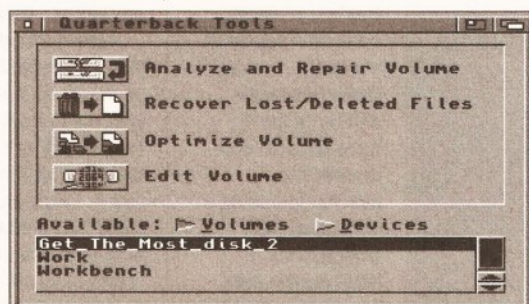 Quarterback Tools
Analyze and Repair Volume
Recover Lost/Deleted Files
Optimize Volume
Edit Volume
Available: Volumes Devices
Get_The_Most_disk_2
Work
Workbench